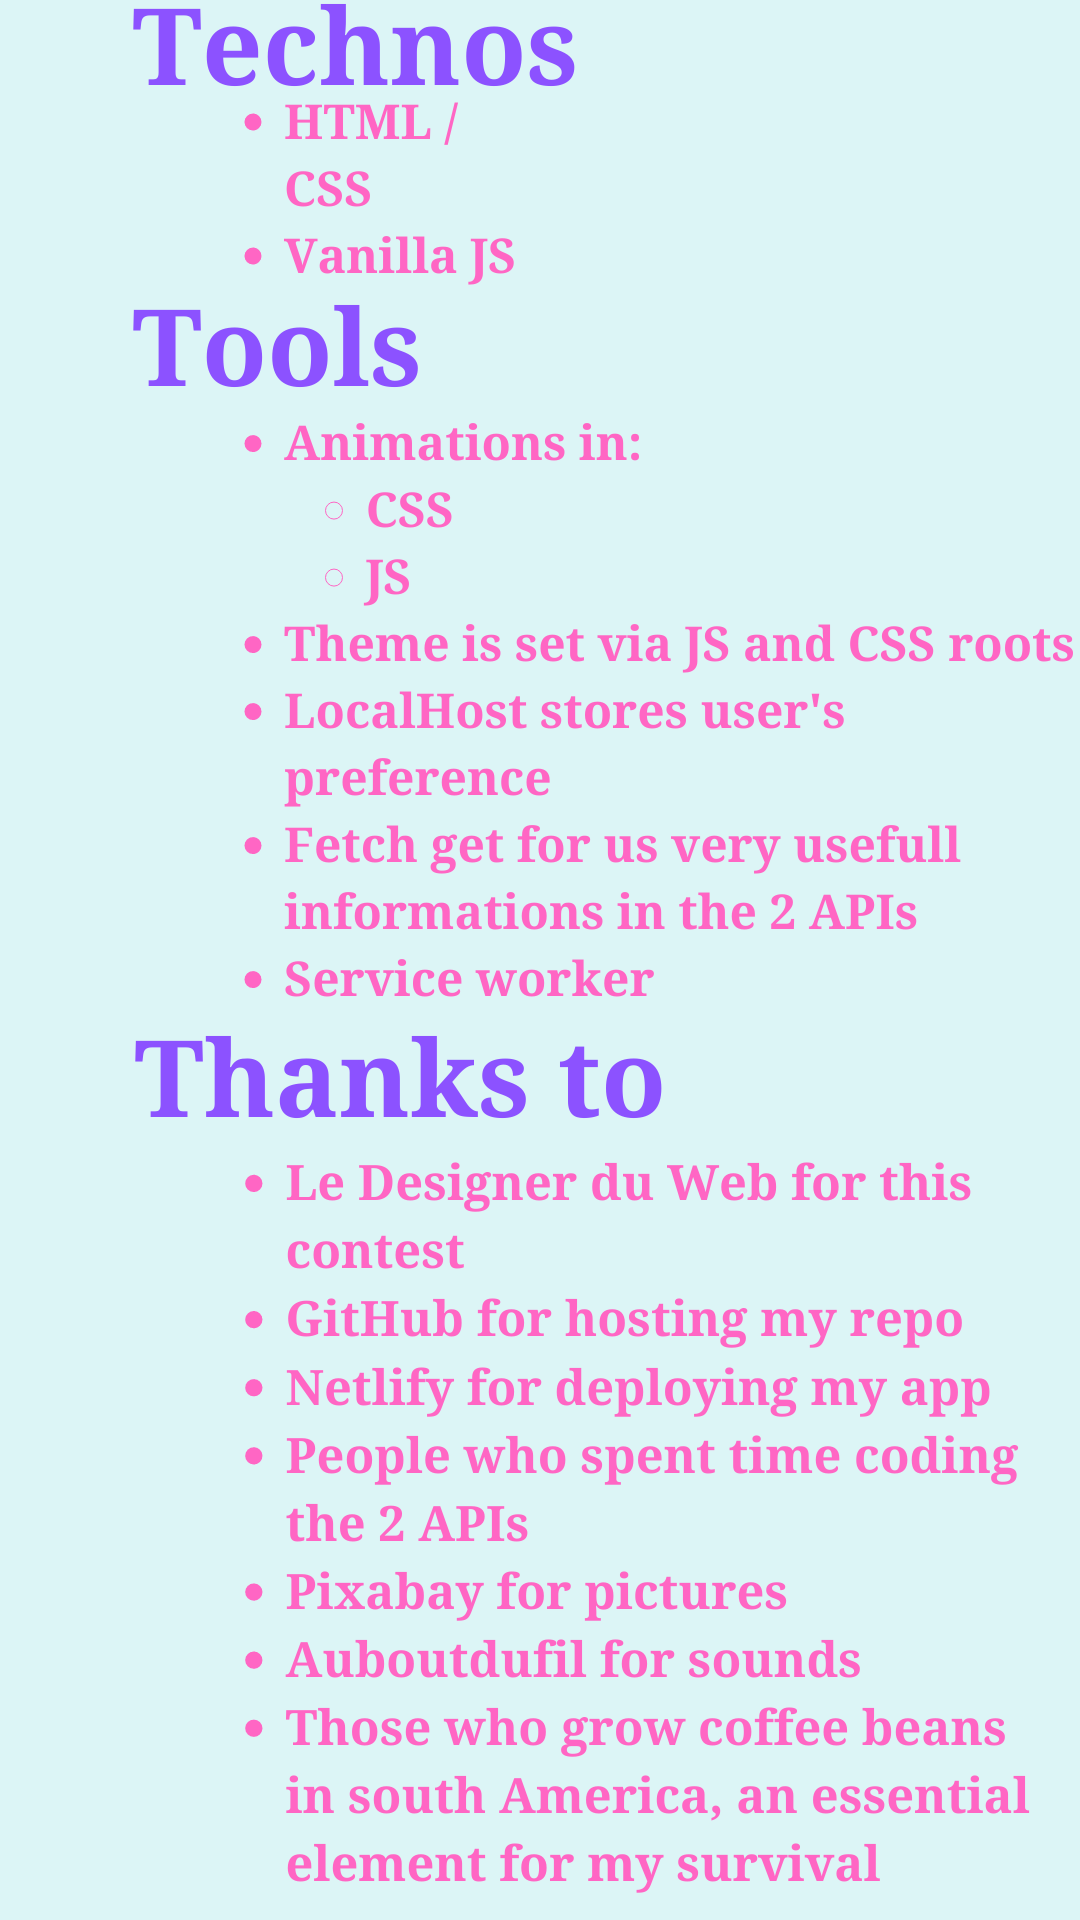 Technos
HTML /
CSS
Vanilla JS
Tools
Animations in:
CSS
JS
Theme is set via JS and CSS roots
LocalHost stores user's
preference
Fetch get for us very usefull
informations in the 2 APIs
Service worker
Thanks to
Le Designer du Web for this
contest
GitHub for hosting my repo
Netlify for deploying my app
People who spent time coding
the 2 APIs
Pixabay for pictures
Auboutdufil for sounds
Those who grow coffee beans
in south America, an essential
element for my survival